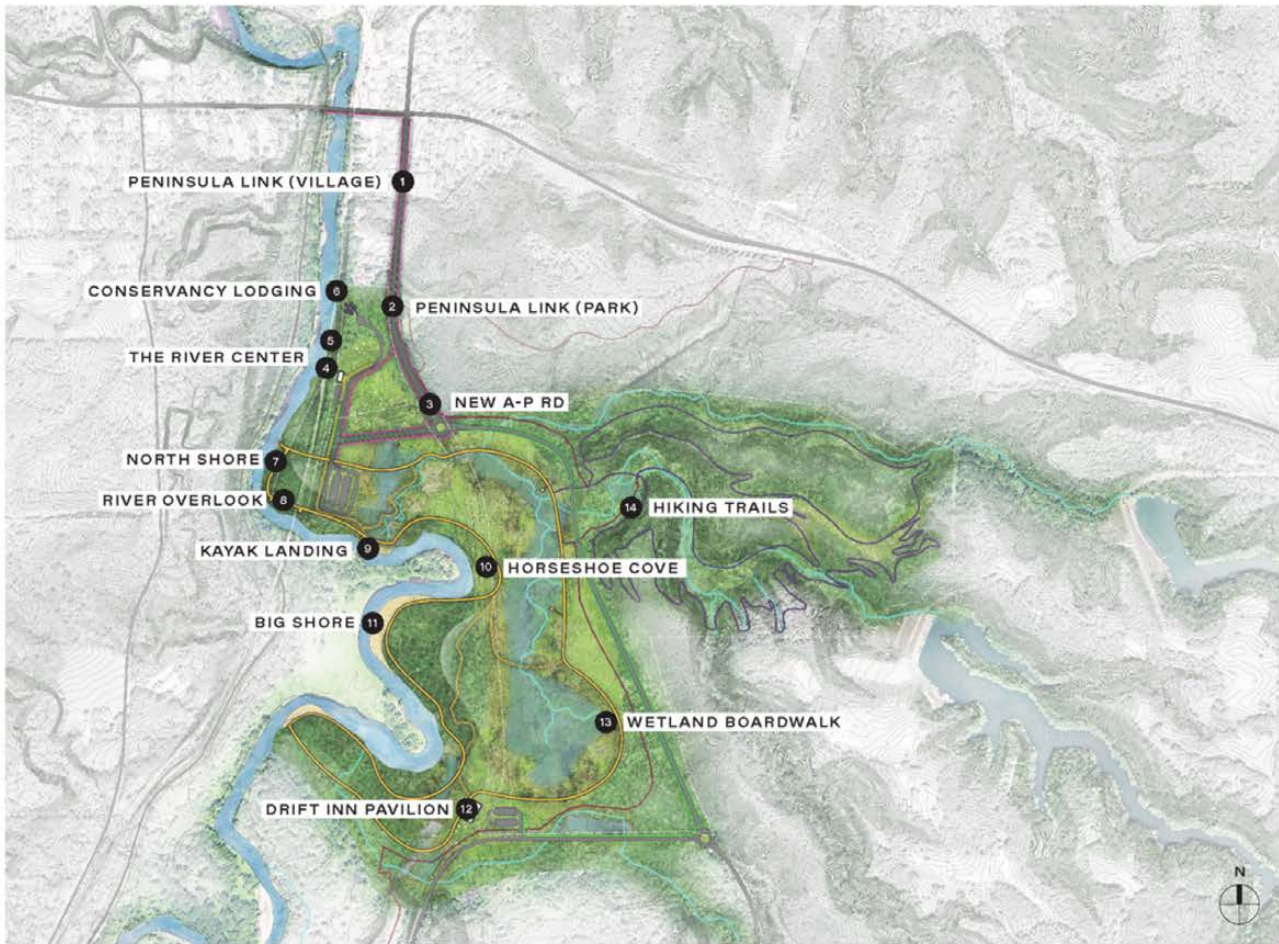 PENINSULA LINK (VILLAGE) 1
6
CONSERVANCY LODGING
2 PENINSULA LINK (PARK)
5
THE RIVER CENTER
4
3 NEW A-P RD
NORTH SHORE 7
RIVER OVERLOOK 8
14 HIKING TRAILS
KAYAK LANDING 9
10 HORSESHOE COVE
BIG SHORE 11
13 WETLAND BOARDWALK
DRIFT INN PAVILION 12
N